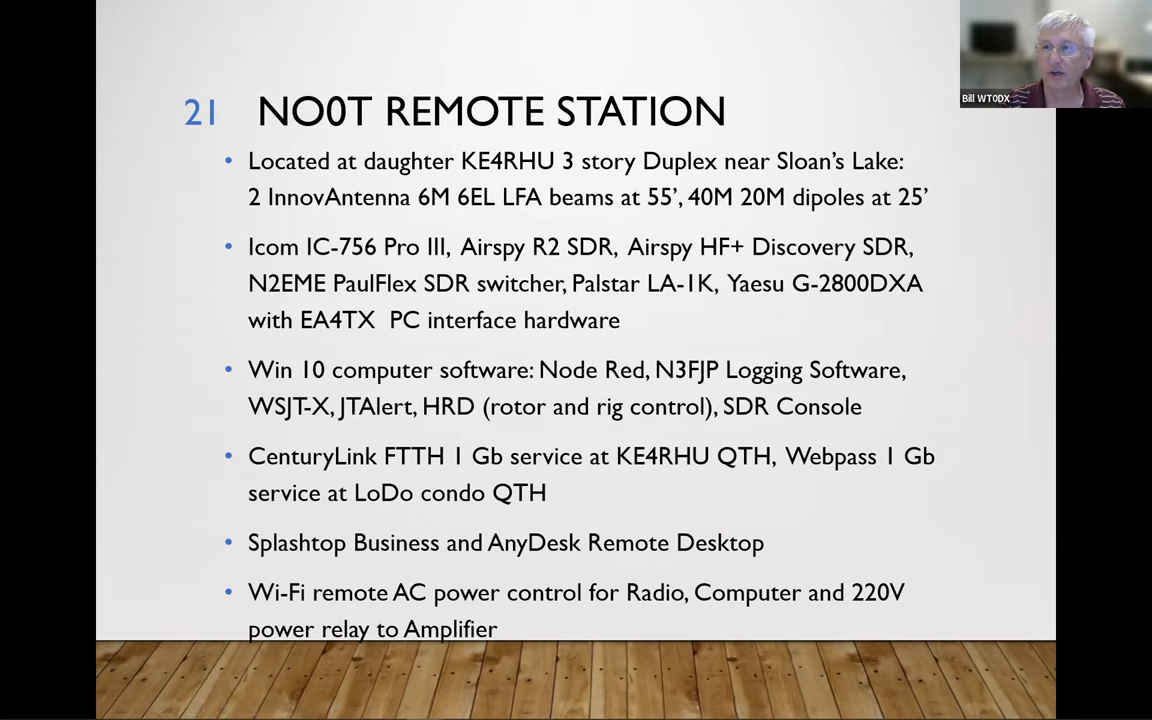 21 NO0T REMOTE STATION
• Located at daughter KE4RHU 3 story Duplex near Sloan’s Lake:
2 InnovAntenna 6M 6EL LFA beams at 55’, 40M 20M dipoles at 25’
• Icom IC-756 Pro III, Airspy R2 SDR, Airspy HF+ Discovery SDR,
N2EME PaulFlex SDR switcher, Palstar LA-1K, Yaesu G-2800DXA
with EA4TX PC interface hardware
• Win 10 computer software: Node Red, N3FJP Logging Software,
WSJT-X, JTAlert, HRD (rotor and rig control), SDR Console
• CenturyLink FTTH 1 Gb service at KE4RHU QTH, Webpass 1 Gb
service at LoDo condo QTH
• Splashtop Business and AnyDesk Remote Desktop
• Wi-Fi remote AC power control for Radio, Computer and 220V
power relay to Amplifier
Bill WT0DX